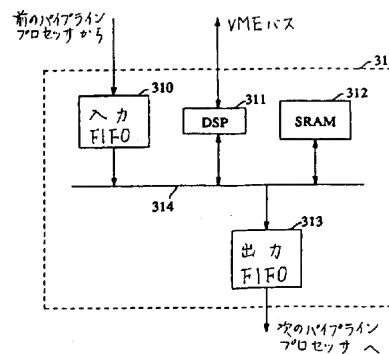 前のパイプライン
プロセッサから
VMEバス
31
310
入力
FIFO
311
DSP
312
SRAM
314
313
出力
FIFO
次のパイプライン
プロセッサへ